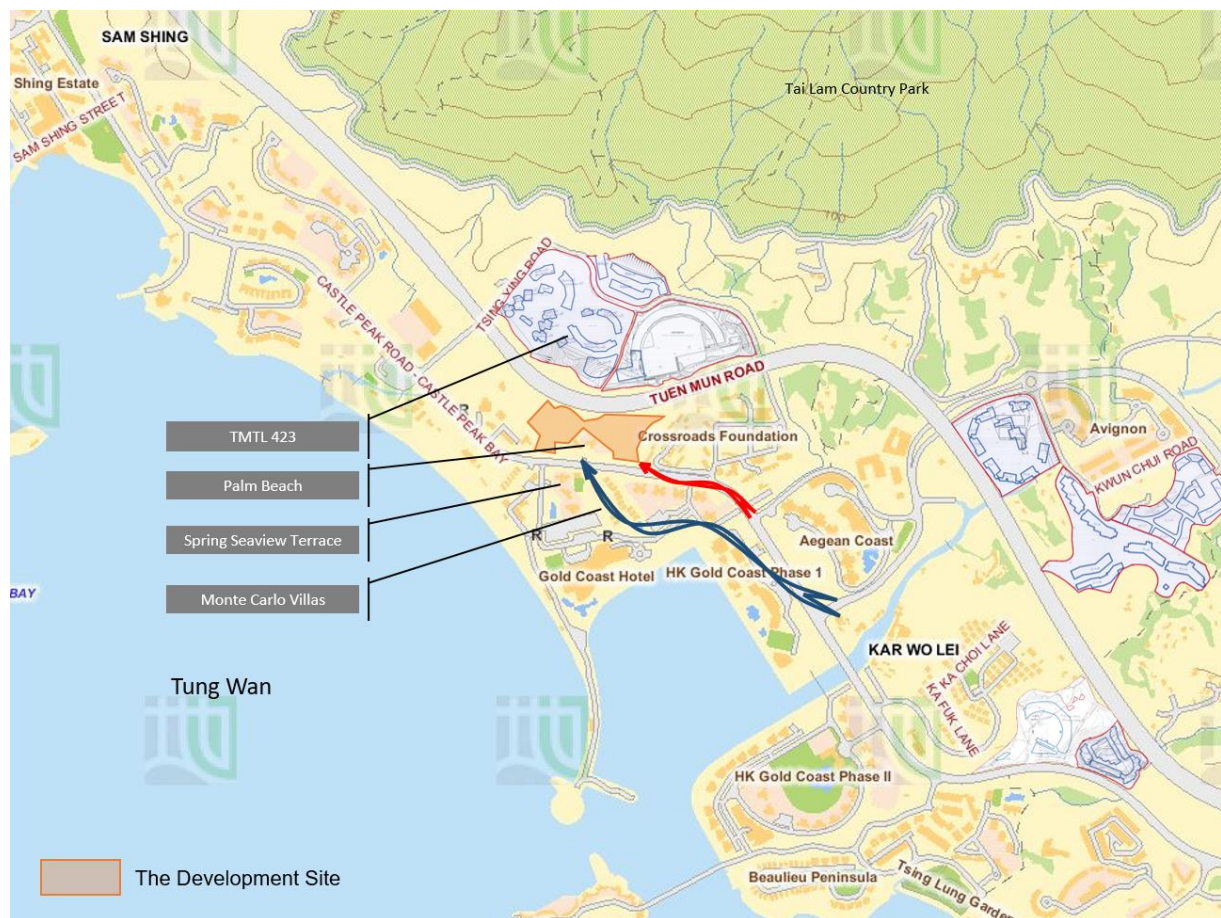 SAM SHING
Shing Estate
SAM SHING STREET
Tai Lam Country Park
100
100
TSING XING ROAD
CASTLE PEAK ROAD - CASTLE PEAK BAY
TUEN MUN ROAD
TMTL 423
Crossroads Foundation
Avignon
KWUN CHUI ROAD
Palm Beach
Spring Seaview Terrace
R
R
Aegean Coast
Gold Coast Hotel
HK Gold Coast Phase 1
BAY
Monte Carlo Villas
KAR WO LEI
KA CHOI LANE
KA FUK LANE
Tung Wan
HK Gold Coast Phase II
The Development Site
Beaulieu Peninsula
Tsing Lung Garden